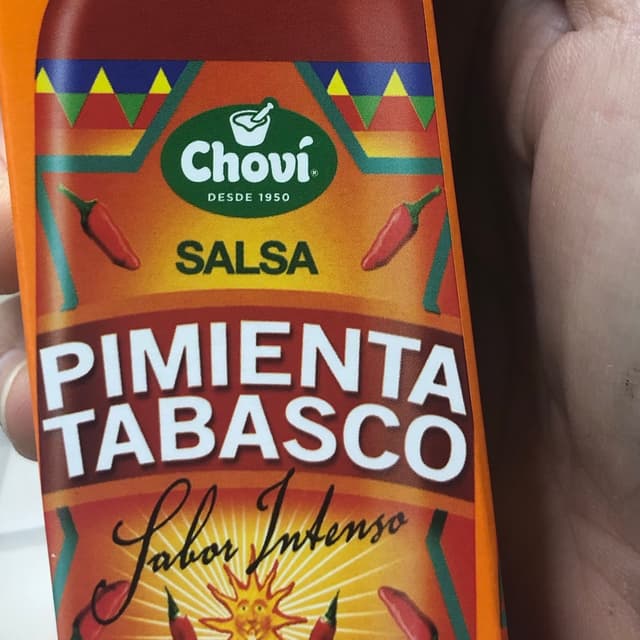 Choví®
DESDE 1950
SALSA
PIMIENTA
TABASCO
Sabor Intenso